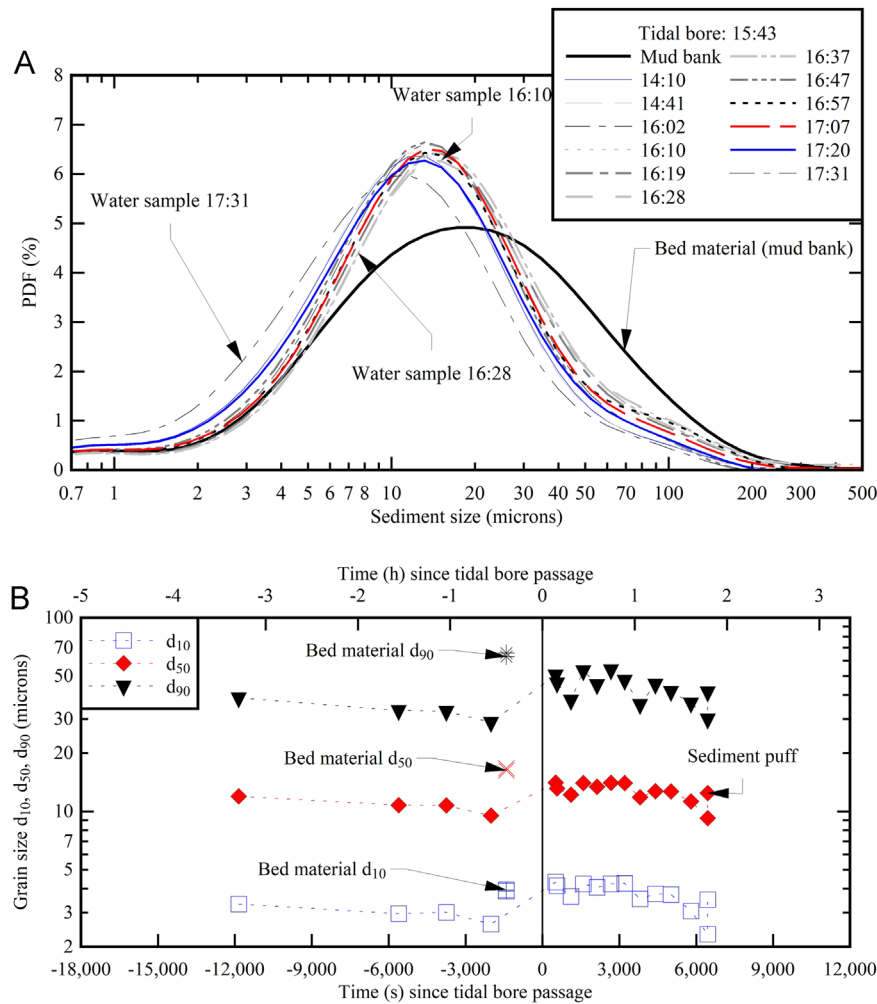 A
Tidal bore: 15:43
Mud bank
14:10
14:41
16:02
16:10
16:19
16:28
16:37
16:47
16:57
17:07
17:20
17:31
PDF (%)
8
7
6
5
4
3
2
1
0
Water sample 16:10
Water sample 17:31
Bed material (mud bank)
Water sample 16:28
0.7 1 2 3 4 5 6 7 8 10 20 30 40 50 70 100 200 300 500
Sediment size (microns)
B
Time (h) since tidal bore passage
-5 -4 -3 -2 -1 0 1 2 3
Grain size d10, d50, d90 (microns)
100
70
50
30
20
10
7
5
4
3
2
d10
d50
d90
Bed material d90
Bed material d50
Sediment puff
Bed material d10
-18,000 -15,000 -12,000 -9,000 -6,000 -3,000 0 3,000 6,000 9,000 12,000
Time (s) since tidal bore passage